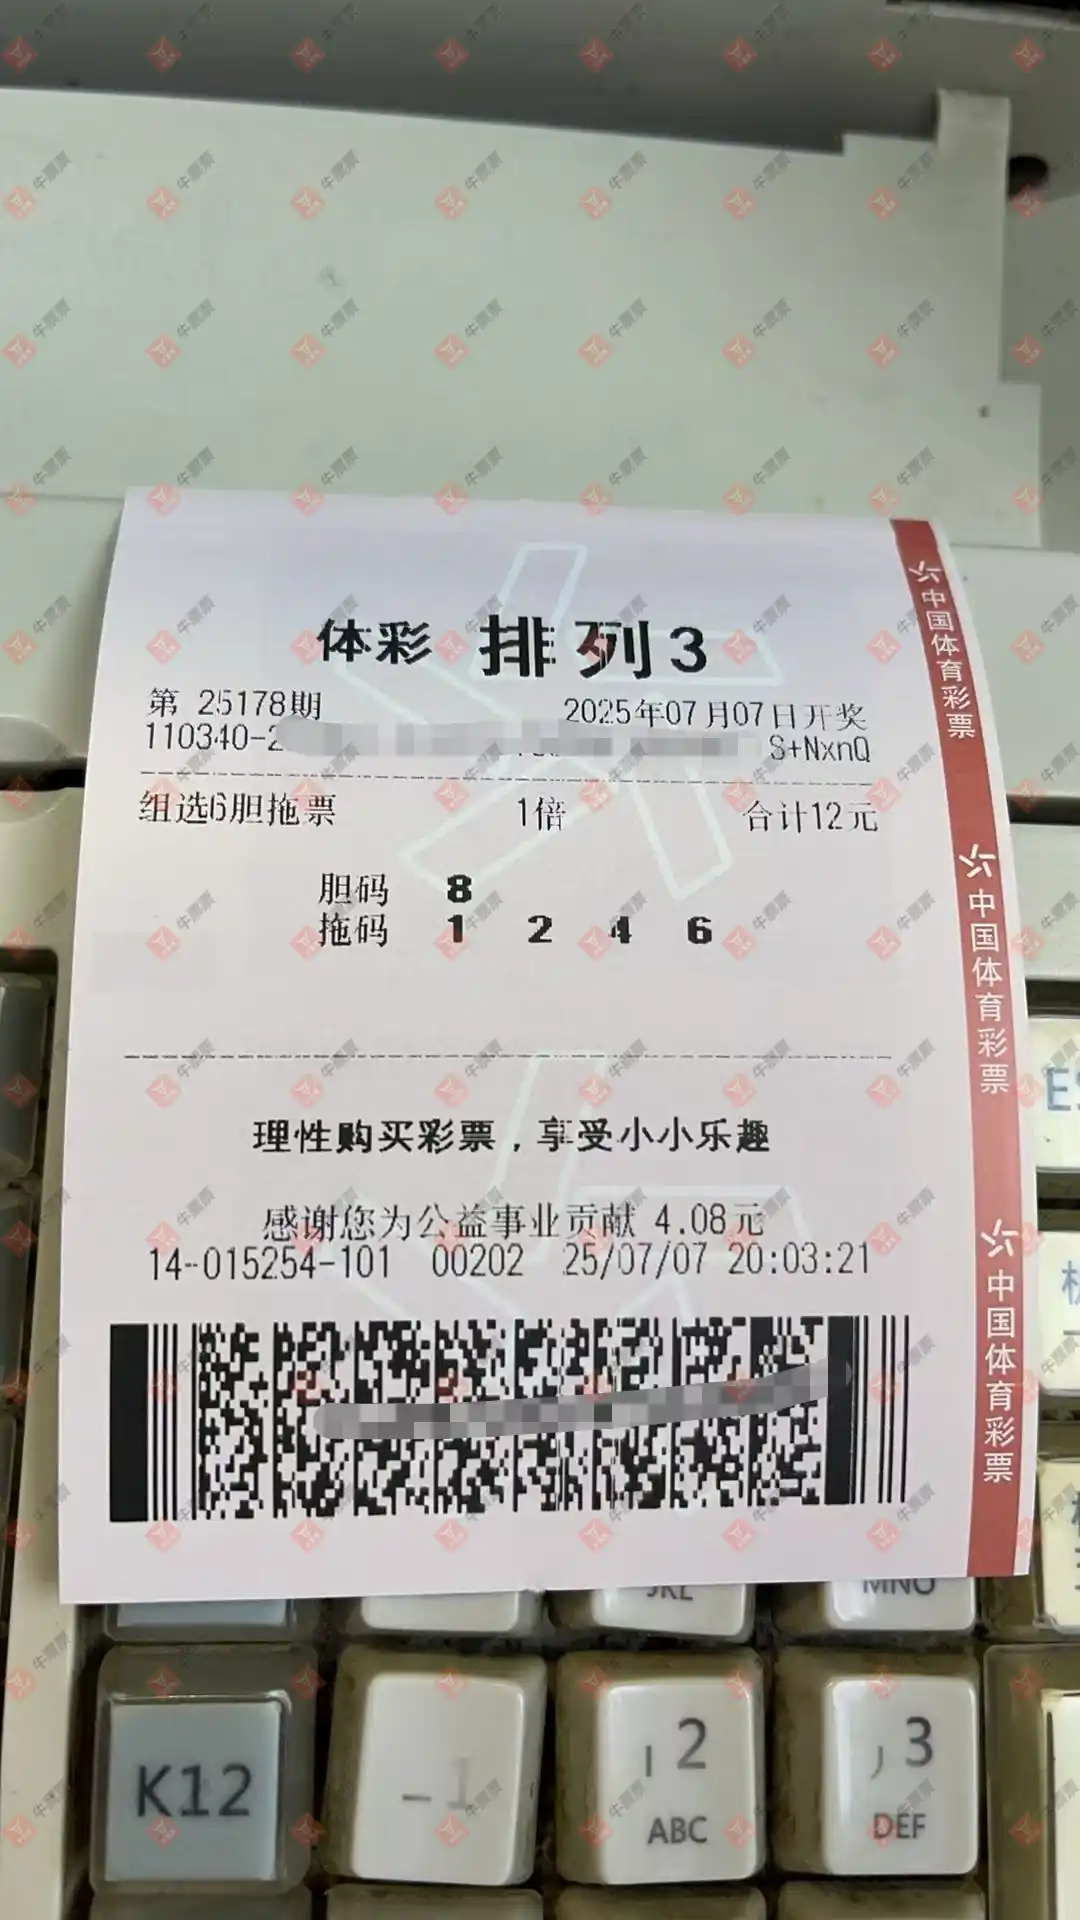 体彩 排列3
第 25178期 2025年07月07日开奖
110340-2 S+NxnQ
组选6胆拖票 1倍 合计12元
胆码 8
拖码 1 2 4 6
理性购买彩票，享受小小乐趣
感谢您为公益事业贡献 4.08元
14-015254-101 00202 25/07/07 20:03:21
中国体育彩票
中国体育彩票
中国体育彩票
JKL MNO
K12 -1 2 3
ABC DEF
牛票票